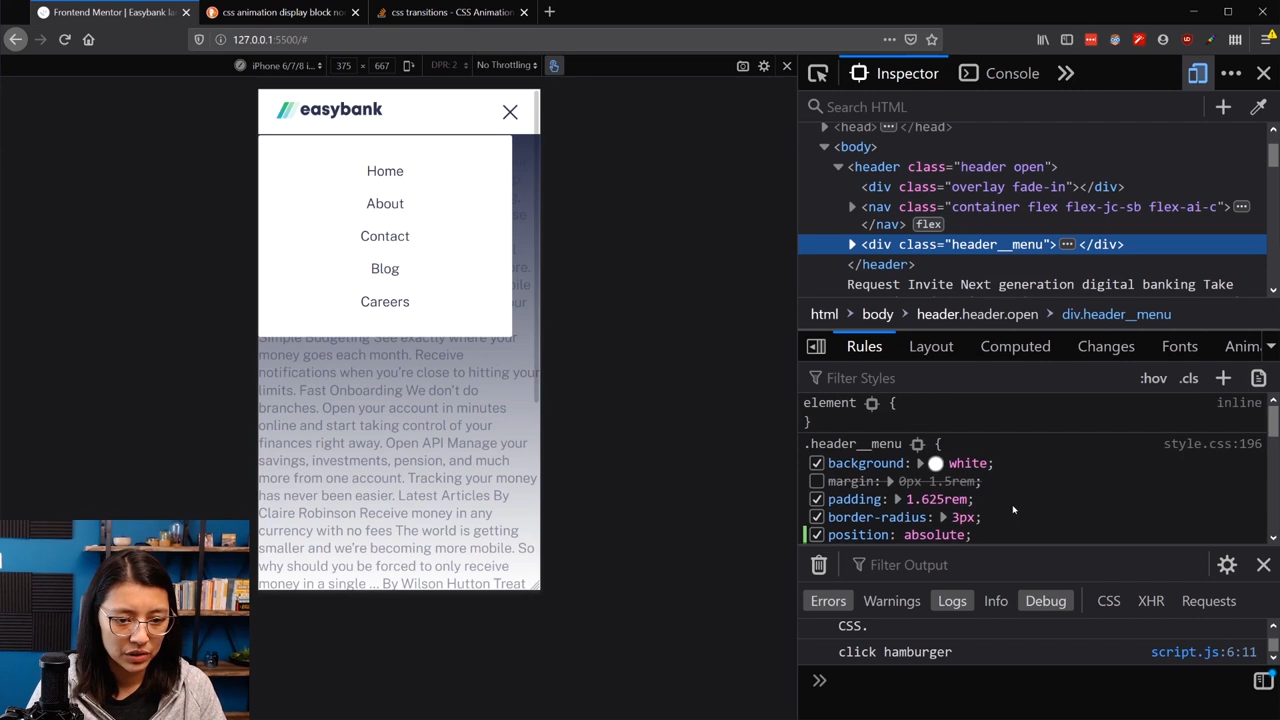 Frontend Mentor | Easybank la
css animation display block no
css transitions - CSS Animation
127.0.0.1:5500/#
iPhone 6/7/8 i...
375 × 667
DPR: 2
No Throttling
Inspector
Console
easybank
Home
About
Contact
Blog
Careers
Simple Budgeting See exactly where your
money goes each month. Receive
notifications when you're close to hitting your
limits. Fast Onboarding We don't do
branches. Open your account in minutes
online and start taking control of your
finances right away. Open API Manage your
savings, investments, pension, and much
more from one account. Tracking your money
has never been easier. Latest Articles By
Claire Robinson Receive money in any
currency with no fees The world is getting
smaller and we're becoming more mobile. So
why should you be forced to only receive
money in a single ... By Wilson Hutton Treat
Search HTML
<head> ... </head>
<body>
<header class="header open">
<div class="overlay fade-in"></div>
<nav class="container flex flex-jc-sb flex-ai-c"> ...
</nav> flex
<div class="header__menu"> ... </div>
</header>
Request Invite Next generation digital banking Take
html > body > header.header.open > div.header__menu
Rules Layout Computed Changes Fonts Anim
Filter Styles
:hov .cls
element {
inline
}
.header__menu {
style.css:196
background: white;
margin: 0px 1.5rem;
padding: 1.625rem;
border-radius: 3px;
position: absolute;
Filter Output
Errors Warnings Logs Info Debug CSS XHR Requests
CSS.
click hamburger
script.js:6:11